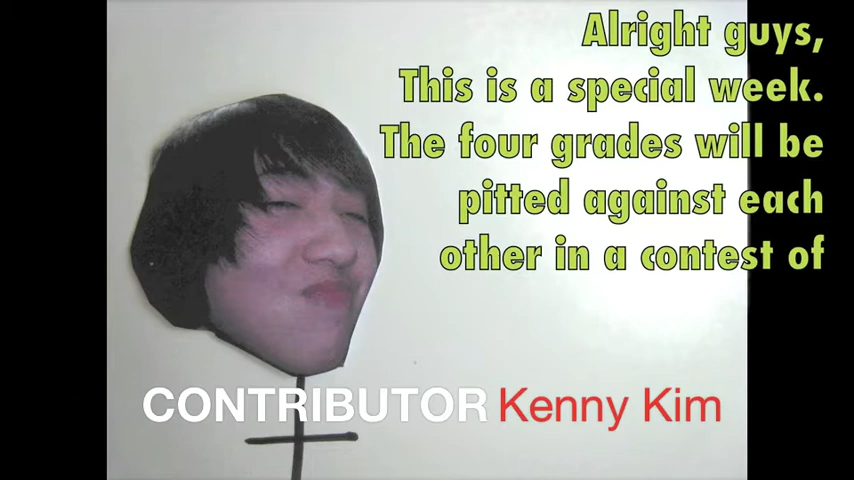 Alright guys,
This is a special week.
The four grades will be
pitted against each
other in a contest of
CONTRIBUTOR Kenny Kim